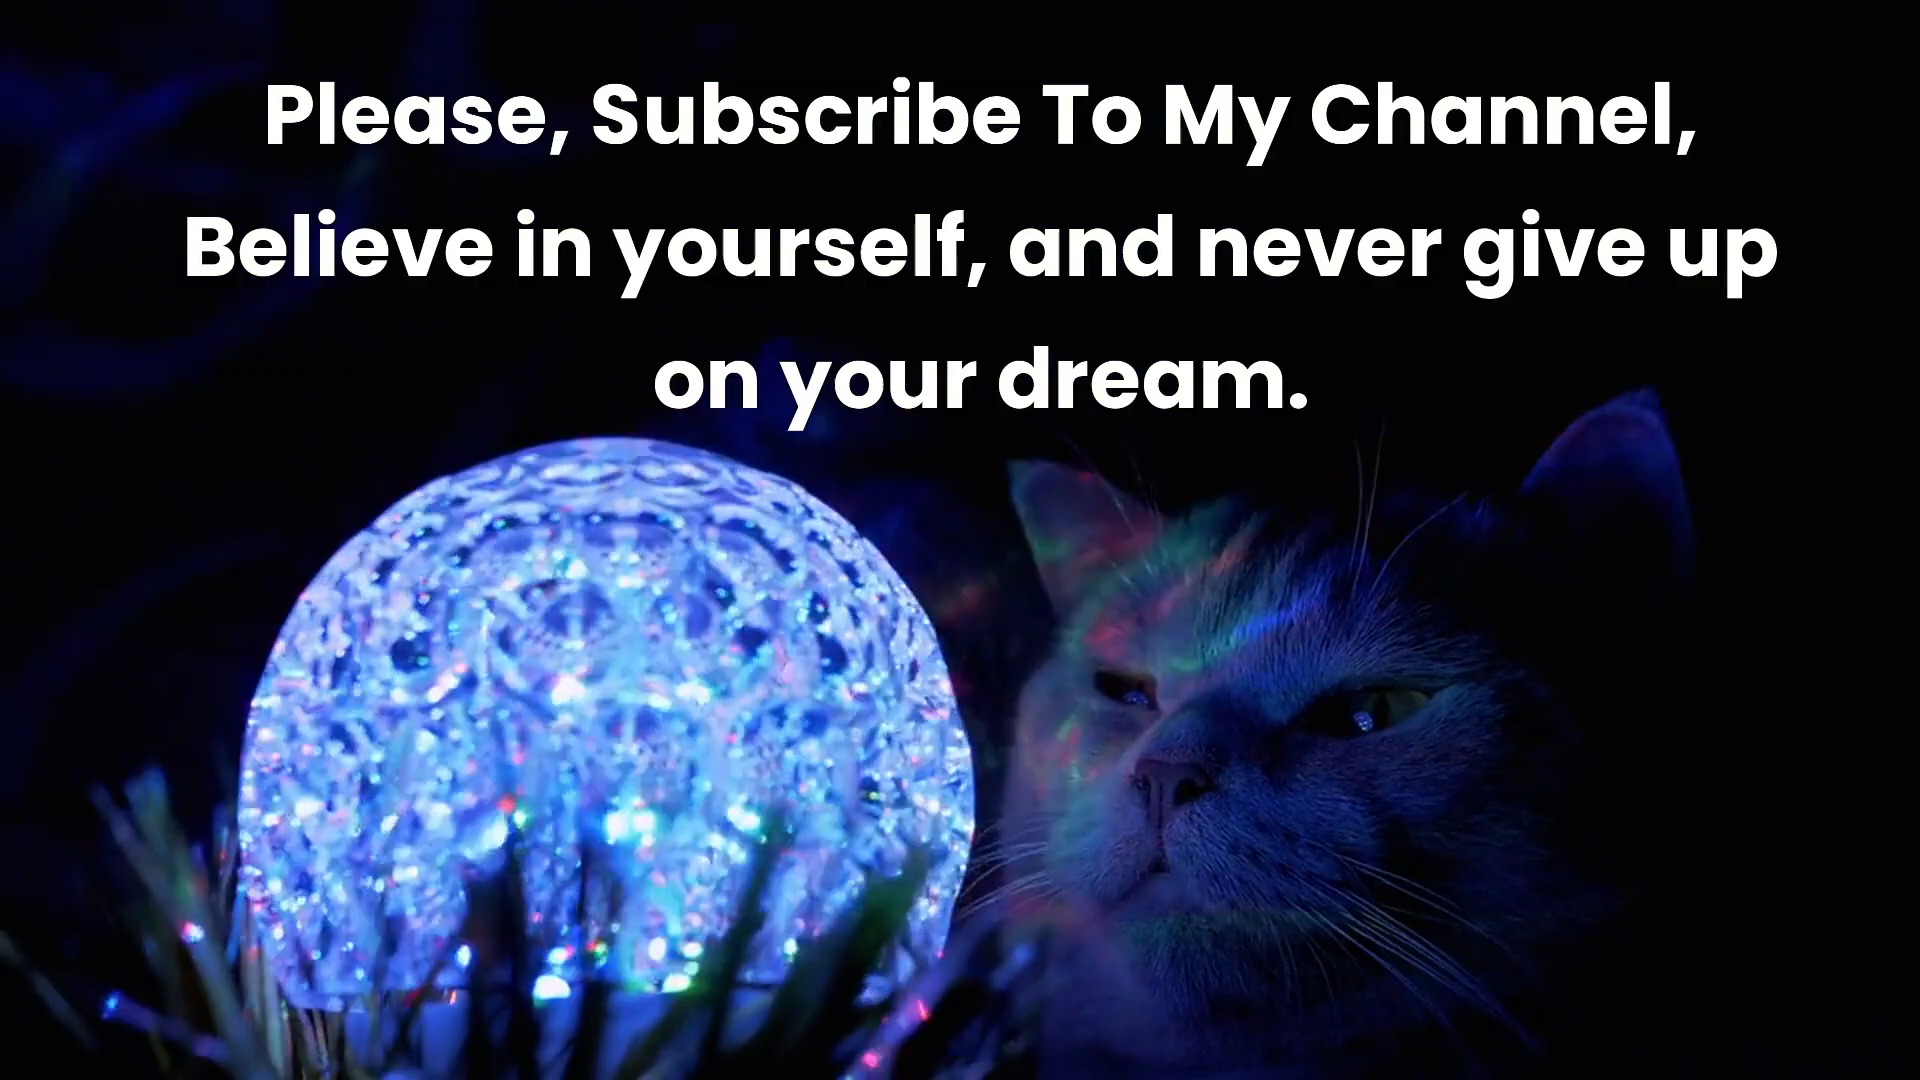 Please, Subscribe To My Channel,
Believe in yourself, and never give up
on your dream.